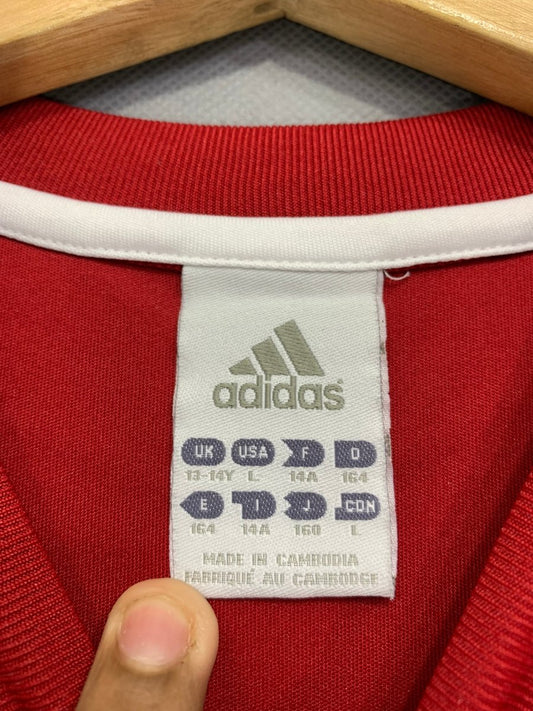 adidas
UK USA F D
13-14Y L 14A 164
E I J CDN
164 14A 160 L
MADE IN CAMBODIA
FABRIQUÉ AU CAMBODGE